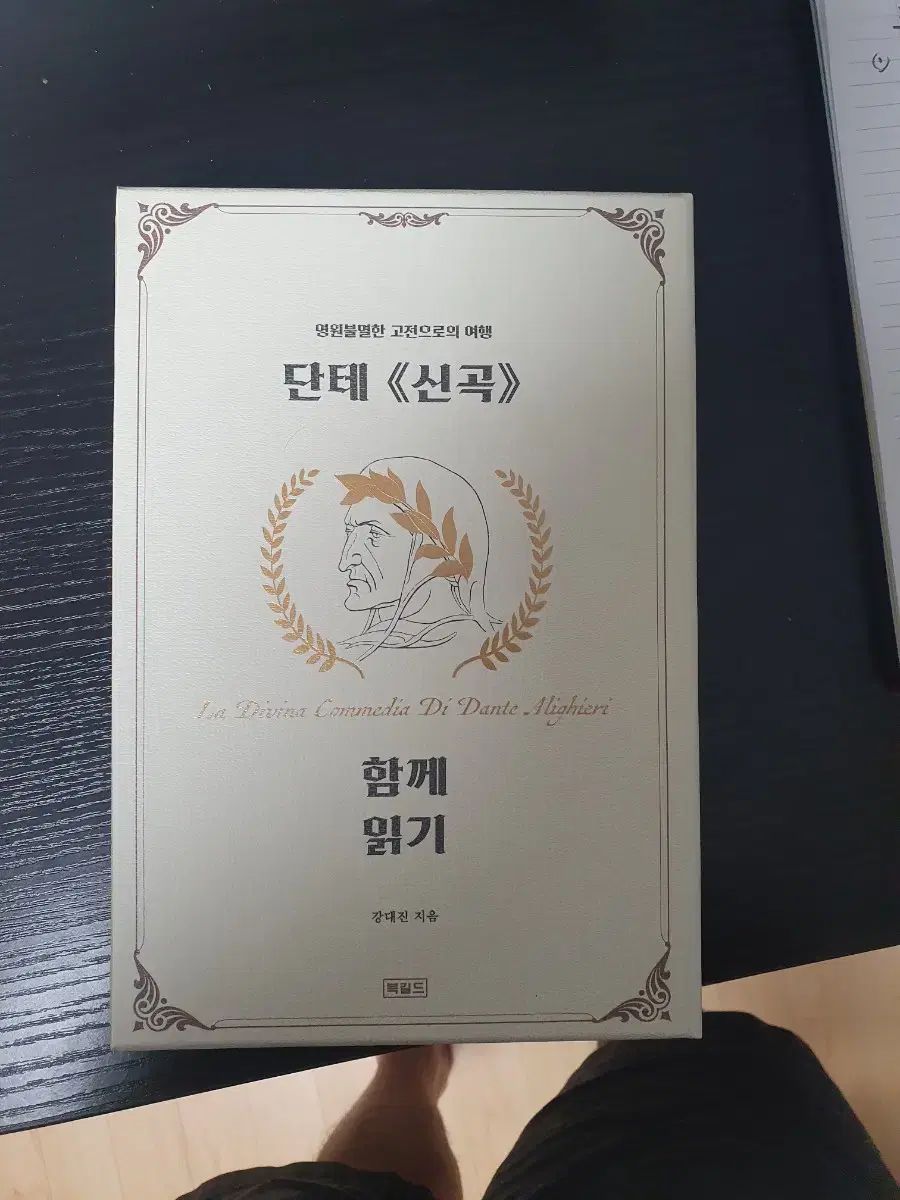 영원불멸한 고전으로의 여행
단테 《신곡》
La Divina Commedia Di Dante Alighieri
함께
읽기
강대진 지음
북길드